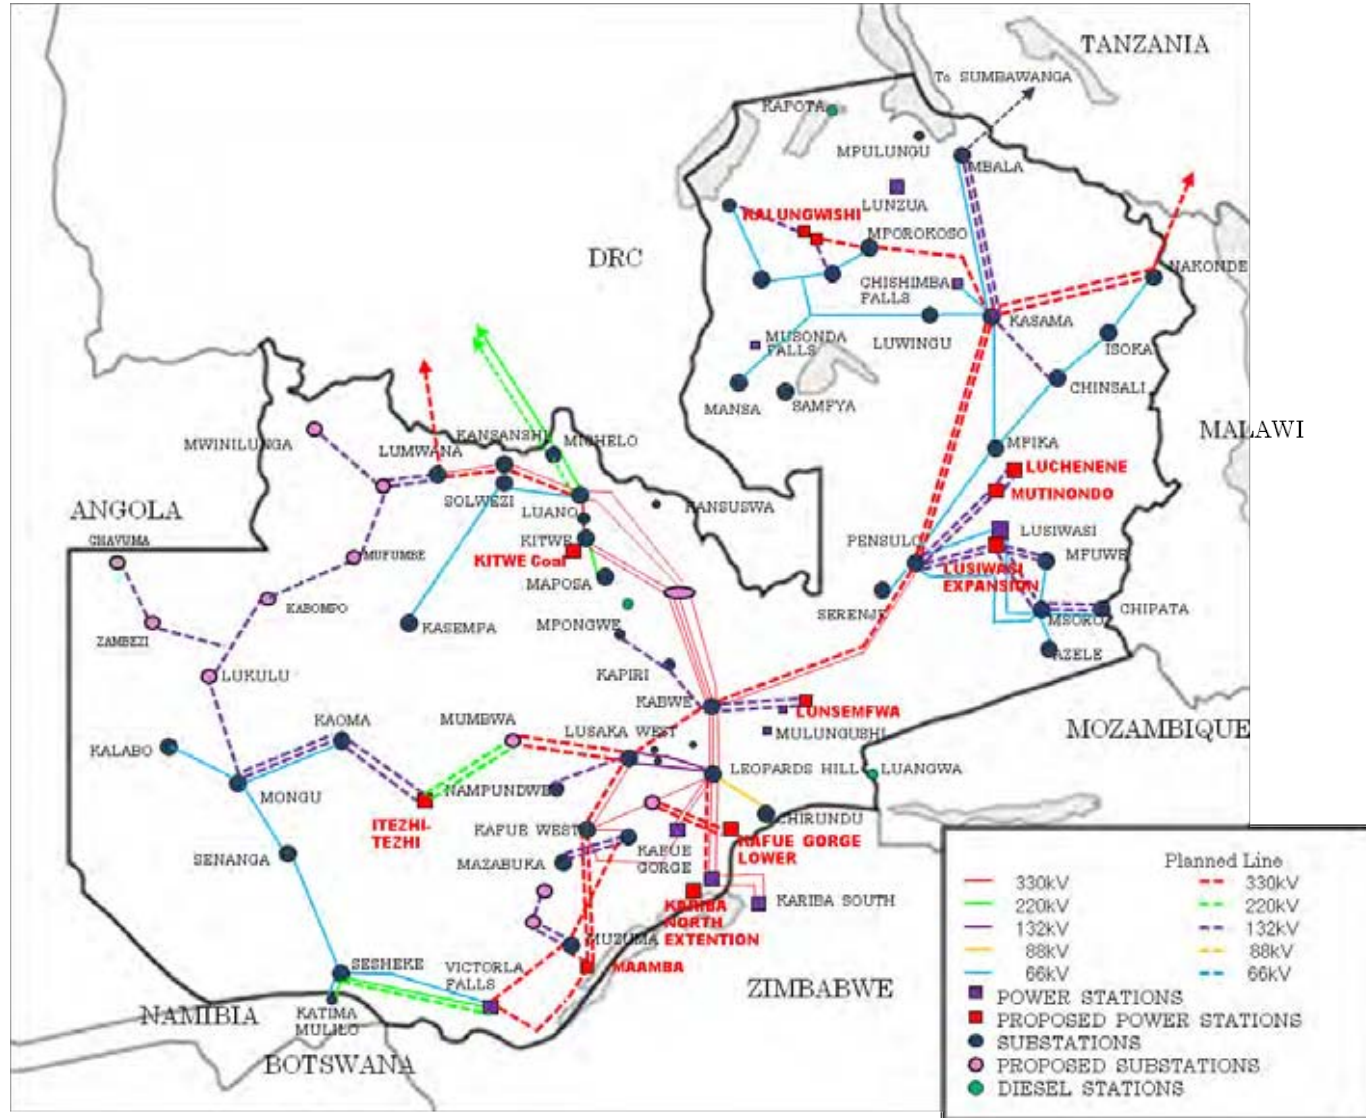 TANZANIA
To SUMBAWANGA
KAPUTA
MPULUNGU
MBALA
LUNZUA
KALUNGWISHI
MPOROKOSO
DRC
NAKONDE
CHISHIMBA
FALLS
KASAMA
MUSONDA
FALLS
LUWINGU
ISOKA
CHINSALI
MANSA
SAMFYA
MALAWI
MWINILUNGA
LUMWANA
KANSANSHI
MICHELO
MPIKA
LUCHENENE
MUTINONDO
ANGOLA
SOLWEZI
LUANO
KANSUSWA
CHAVUMA
MUFUMBE
KITWE
KITWE Coal
PENSULO
LUSIWASI
MFUWE
LUSIWASI
EXPANSION
MAPOSA
KABOMPO
KASEMPA
MPONGWE
SERENJE
CHIPATA
MSORO
ZAMBEZI
AZELE
LUKULU
KAPIRI
KABWE
LUNSEMFWA
MULUNGUSHI
KALABO
KAOMA
MUMBWA
LUSAKA WEST
MOZAMBIQUE
MONGU
NAMPUNDWE
LEOPARDS HILL
LUANGWA
ITEZHI-
TEZHI
CHIRUNDU
SENANGA
KAFUE WEST
MAZABUKA
KAFUE
GORGE
KAFUE GORGE
LOWER
KARIBA SOUTH
KARIBA
NORTH
EXTENTION
MUZUMA
MAAMBA
SESHEKE
VICTORLA
FALLS
ZIMBABWE
NAMIBIA
KATIMA
MULILO
BOTSWANA
Planned Line
330kV 330kV
220kV 220kV
132kV 132kV
88kV 88kV
66kV 66kV
POWER STATIONS
PROPOSED POWER STATIONS
SUBSTATIONS
PROPOSED SUBSTATIONS
DIESEL STATIONS